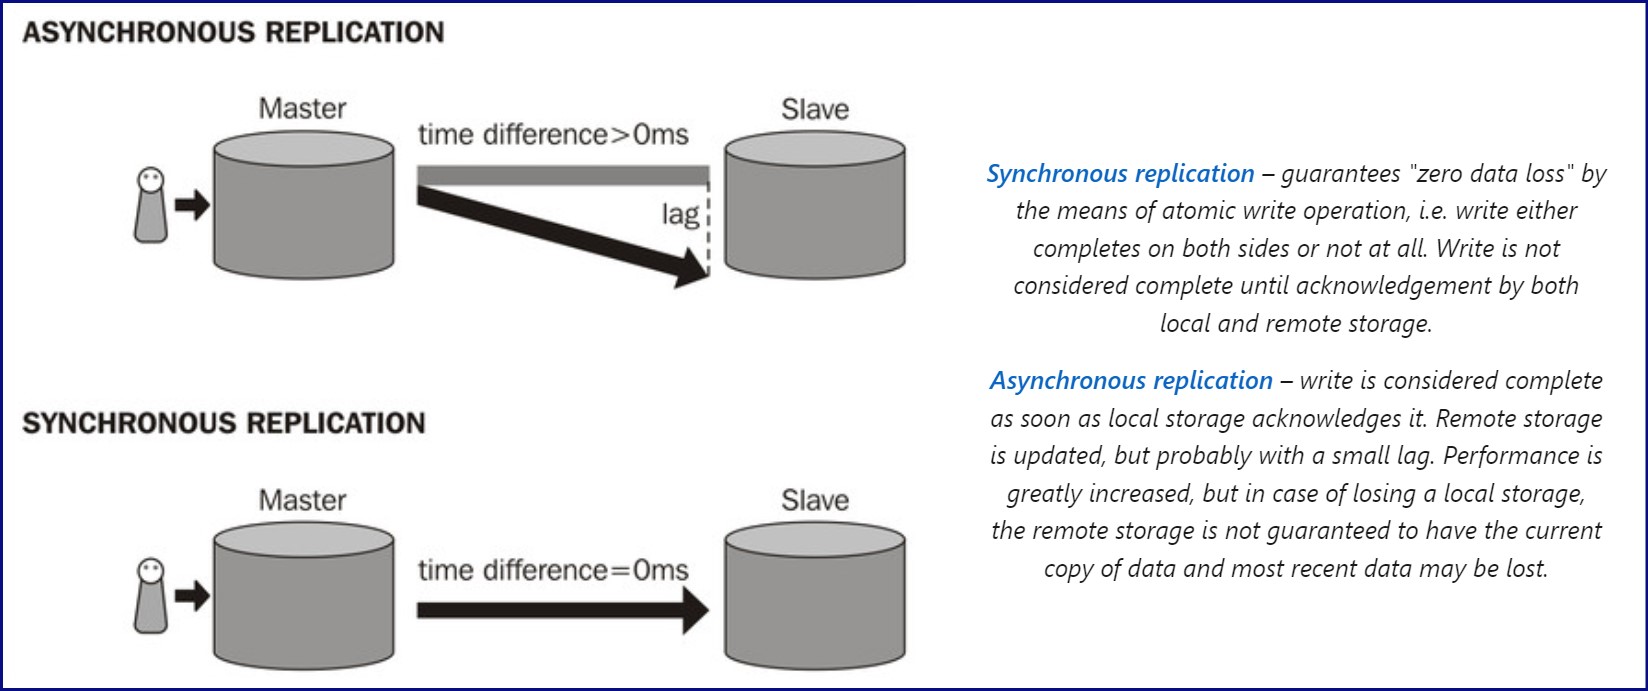 ASYNCHRONOUS REPLICATION
Master
Slave
time difference>0ms
lag
SYNCHRONOUS REPLICATION
Master
Slave
time difference=0ms
Synchronous replication – guarantees "zero data loss" by
the means of atomic write operation, i.e. write either
completes on both sides or not at all. Write is not
considered complete until acknowledgement by both
local and remote storage.
Asynchronous replication – write is considered complete
as soon as local storage acknowledges it. Remote storage
is updated, but probably with a small lag. Performance is
greatly increased, but in case of losing a local storage,
the remote storage is not guaranteed to have the current
copy of data and most recent data may be lost.